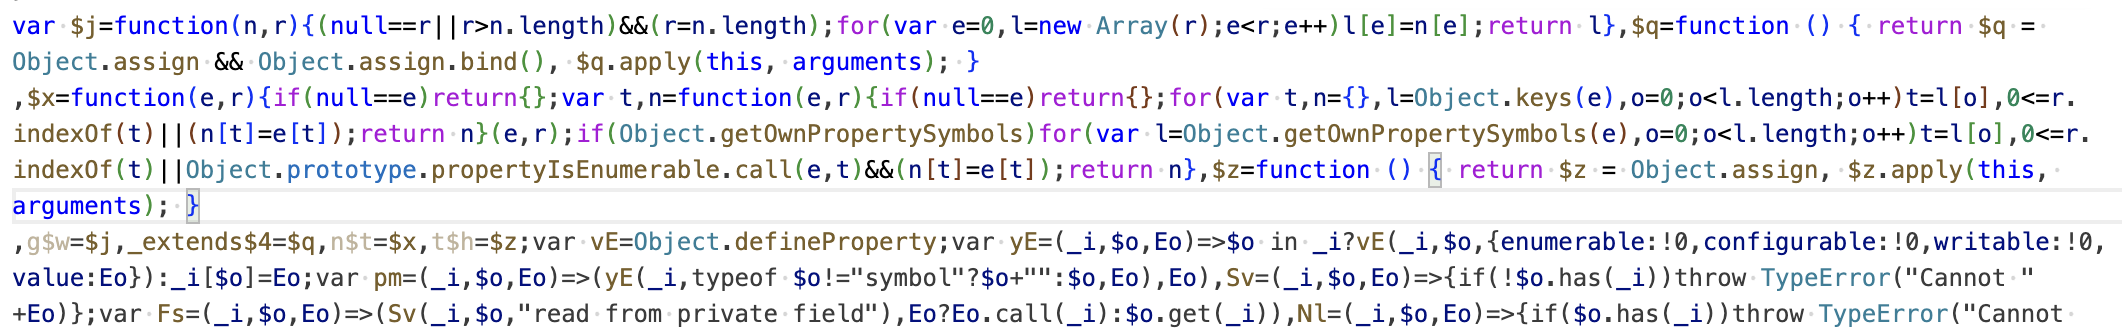 var $j=function(n,r){(null==r||r>n.length)&&(r=n.length);for(var e=0,l=new Array(r);e<r;e++)l[e]=n[e];return l},$q=function () { return $q =
Object.assign && Object.assign.bind(), $q.apply(this, arguments); }
,$x=function(e,r){if(null==e)return{};var t,n=function(e,r){if(null==e)return{};for(var t,n={},l=Object.keys(e),o=0;o<l.length;o++)t=l[o],0<=r.
indexOf(t)||(n[t]=e[t]);return n}(e,r);if(Object.getOwnPropertySymbols)for(var l=Object.getOwnPropertySymbols(e),o=0;o<l.length;o++)t=l[o],0<=r.
indexOf(t)||Object.prototype.propertyIsEnumerable.call(e,t)&&(n[t]=e[t]);return n},$z=function () { return $z = Object.assign, $z.apply(this,
arguments); }
,g$w=$j,_extends$4=$q,n$t=$x,t$h=$z;var vE=Object.defineProperty;var yE=(_i,$o,Eo)=>$o in _i?vE(_i,$o,{enumerable:!0,configurable:!0,writable:!0,
value:Eo}):_i[$o]=Eo;var pm=(_i,$o,Eo)=>(yE(_i,typeof $o!="symbol"?$o+"":$o,Eo),Eo),Sv=(_i,$o,Eo)=>{if(!$o.has(_i))throw TypeError("Cannot "
+Eo)};var Fs=(_i,$o,Eo)=>(Sv(_i,$o,"read from private field"),Eo?Eo.call(_i):$o.get(_i)),Nl=(_i,$o,Eo)=>{if($o.has(_i))throw TypeError("Cannot